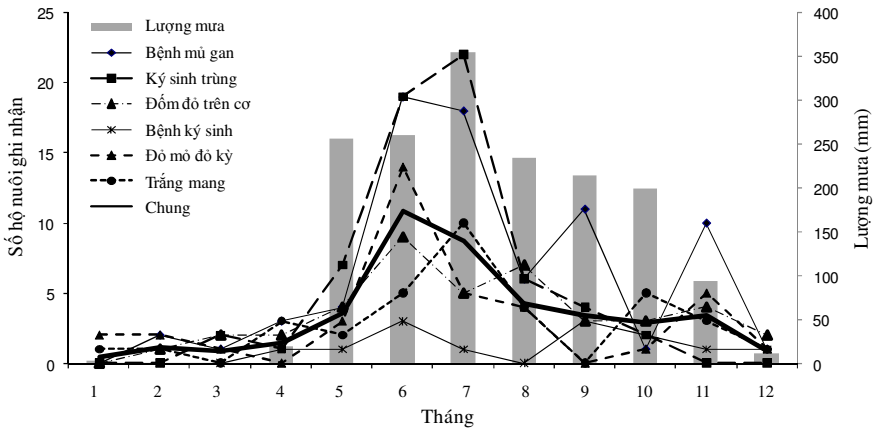 25
20
15
10
5
0
Số hộ nuôi ghi nhận
Lượng mưa
Bệnh mủ gan
Ký sinh trùng
Đốm đỏ trên cơ
Bệnh ký sinh
Đỏ mỏ đỏ kỳ
Trắng mang
Chung
400
350
300
250
200
150
100
50
0
Lượng mưa (mm)
1 2 3 4 5 6 7 8 9 10 11 12
Tháng